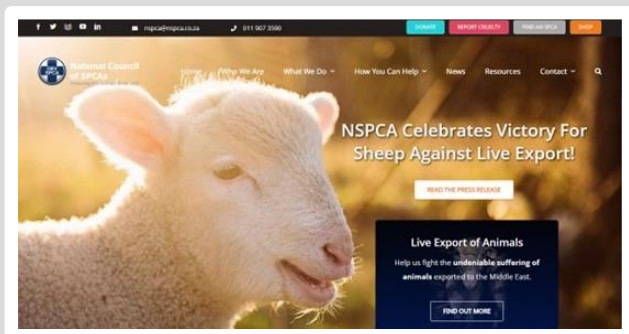 nspca@nspca.co.za
011 907 3590
DONATE
REPORT CRUELTY
FIND AN SPCA
SHOP
National Council
of SPCAs
Home
Who We Are
What We Do
How You Can Help
News
Resources
Contact
NSPCA Celebrates Victory For
Sheep Against Live Export!
READ THE PRESS RELEASE
Live Export of Animals
Help us fight the undeniable suffering of
animals exported to the Middle East.
FIND OUT MORE